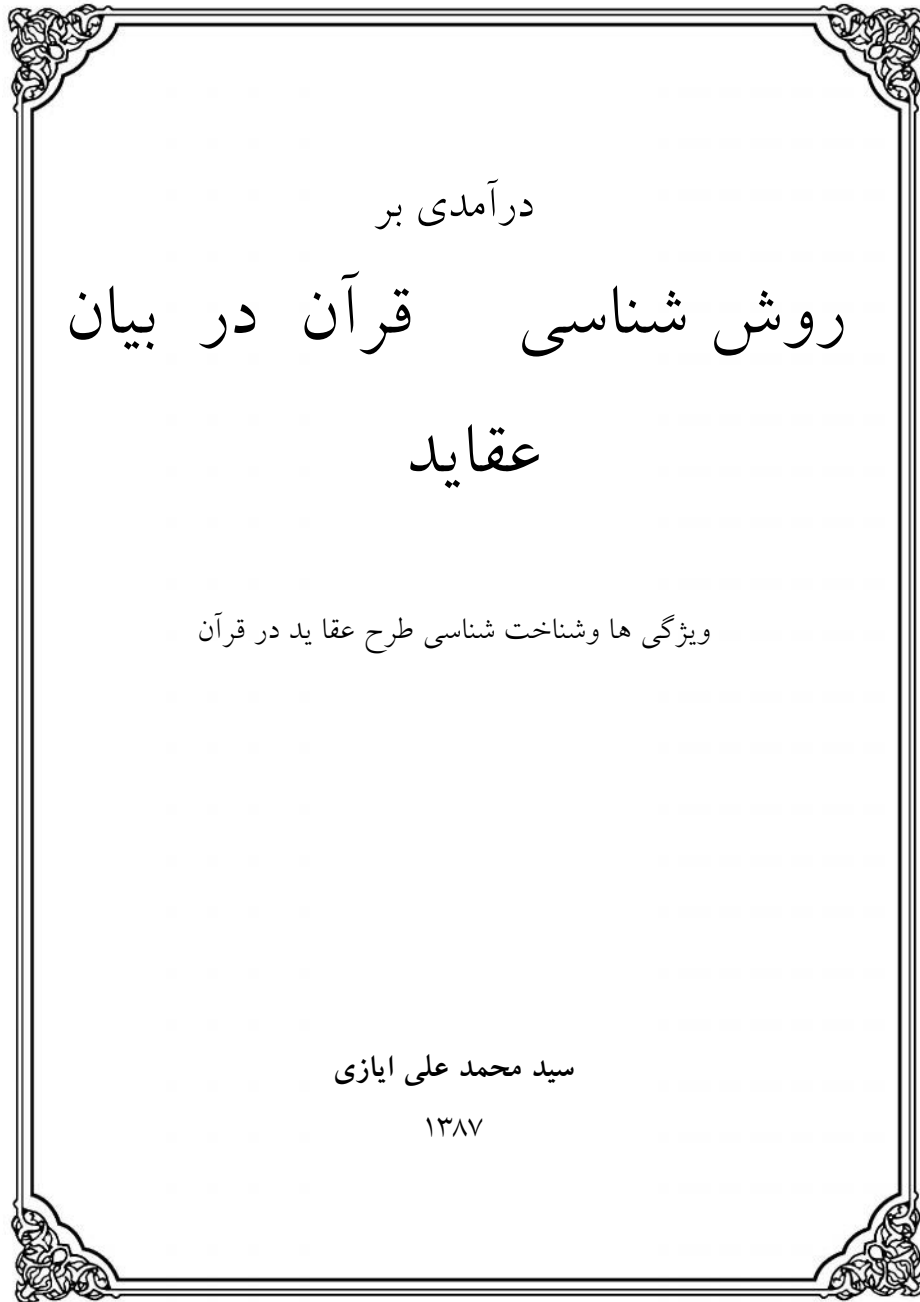 درآمدی بر
روش شناسی قرآن در بیان
عقاید
ویژگی ها وشناخت شناسی طرح عقا ید در قرآن
سید محمد علی ایازی
۱۳۸۷